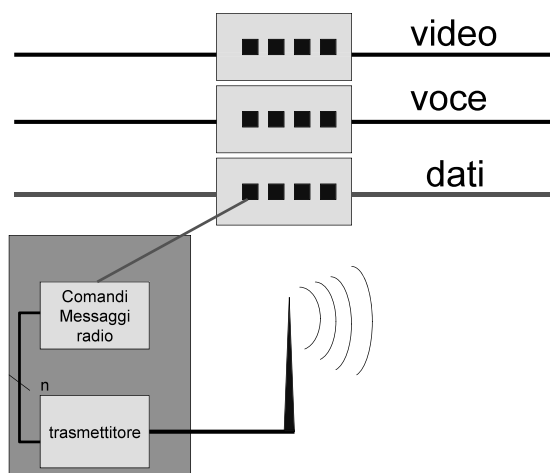 video
voce
dati
Comandi
Messaggi
radio
n
trasmettitore